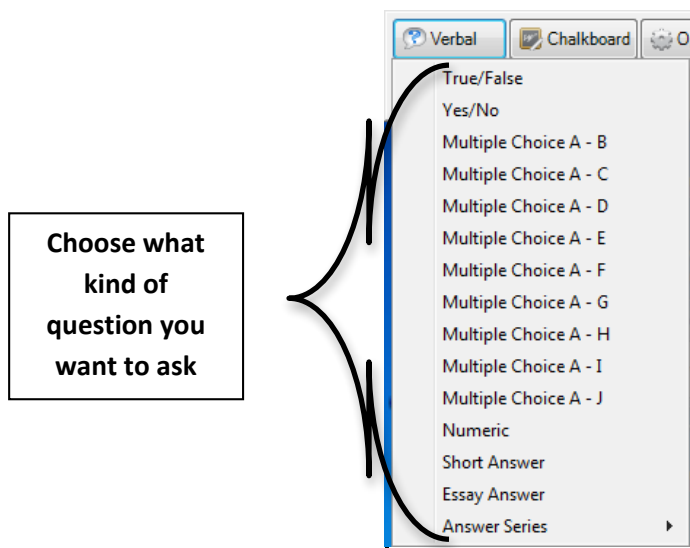 Verbal
Chalkboard
O
True/False
Yes/No
Multiple Choice A - B
Multiple Choice A - C
Multiple Choice A - D
Multiple Choice A - E
Multiple Choice A - F
Multiple Choice A - G
Multiple Choice A - H
Multiple Choice A - I
Multiple Choice A - J
Numeric
Short Answer
Essay Answer
Answer Series
Choose what
kind of
question you
want to ask